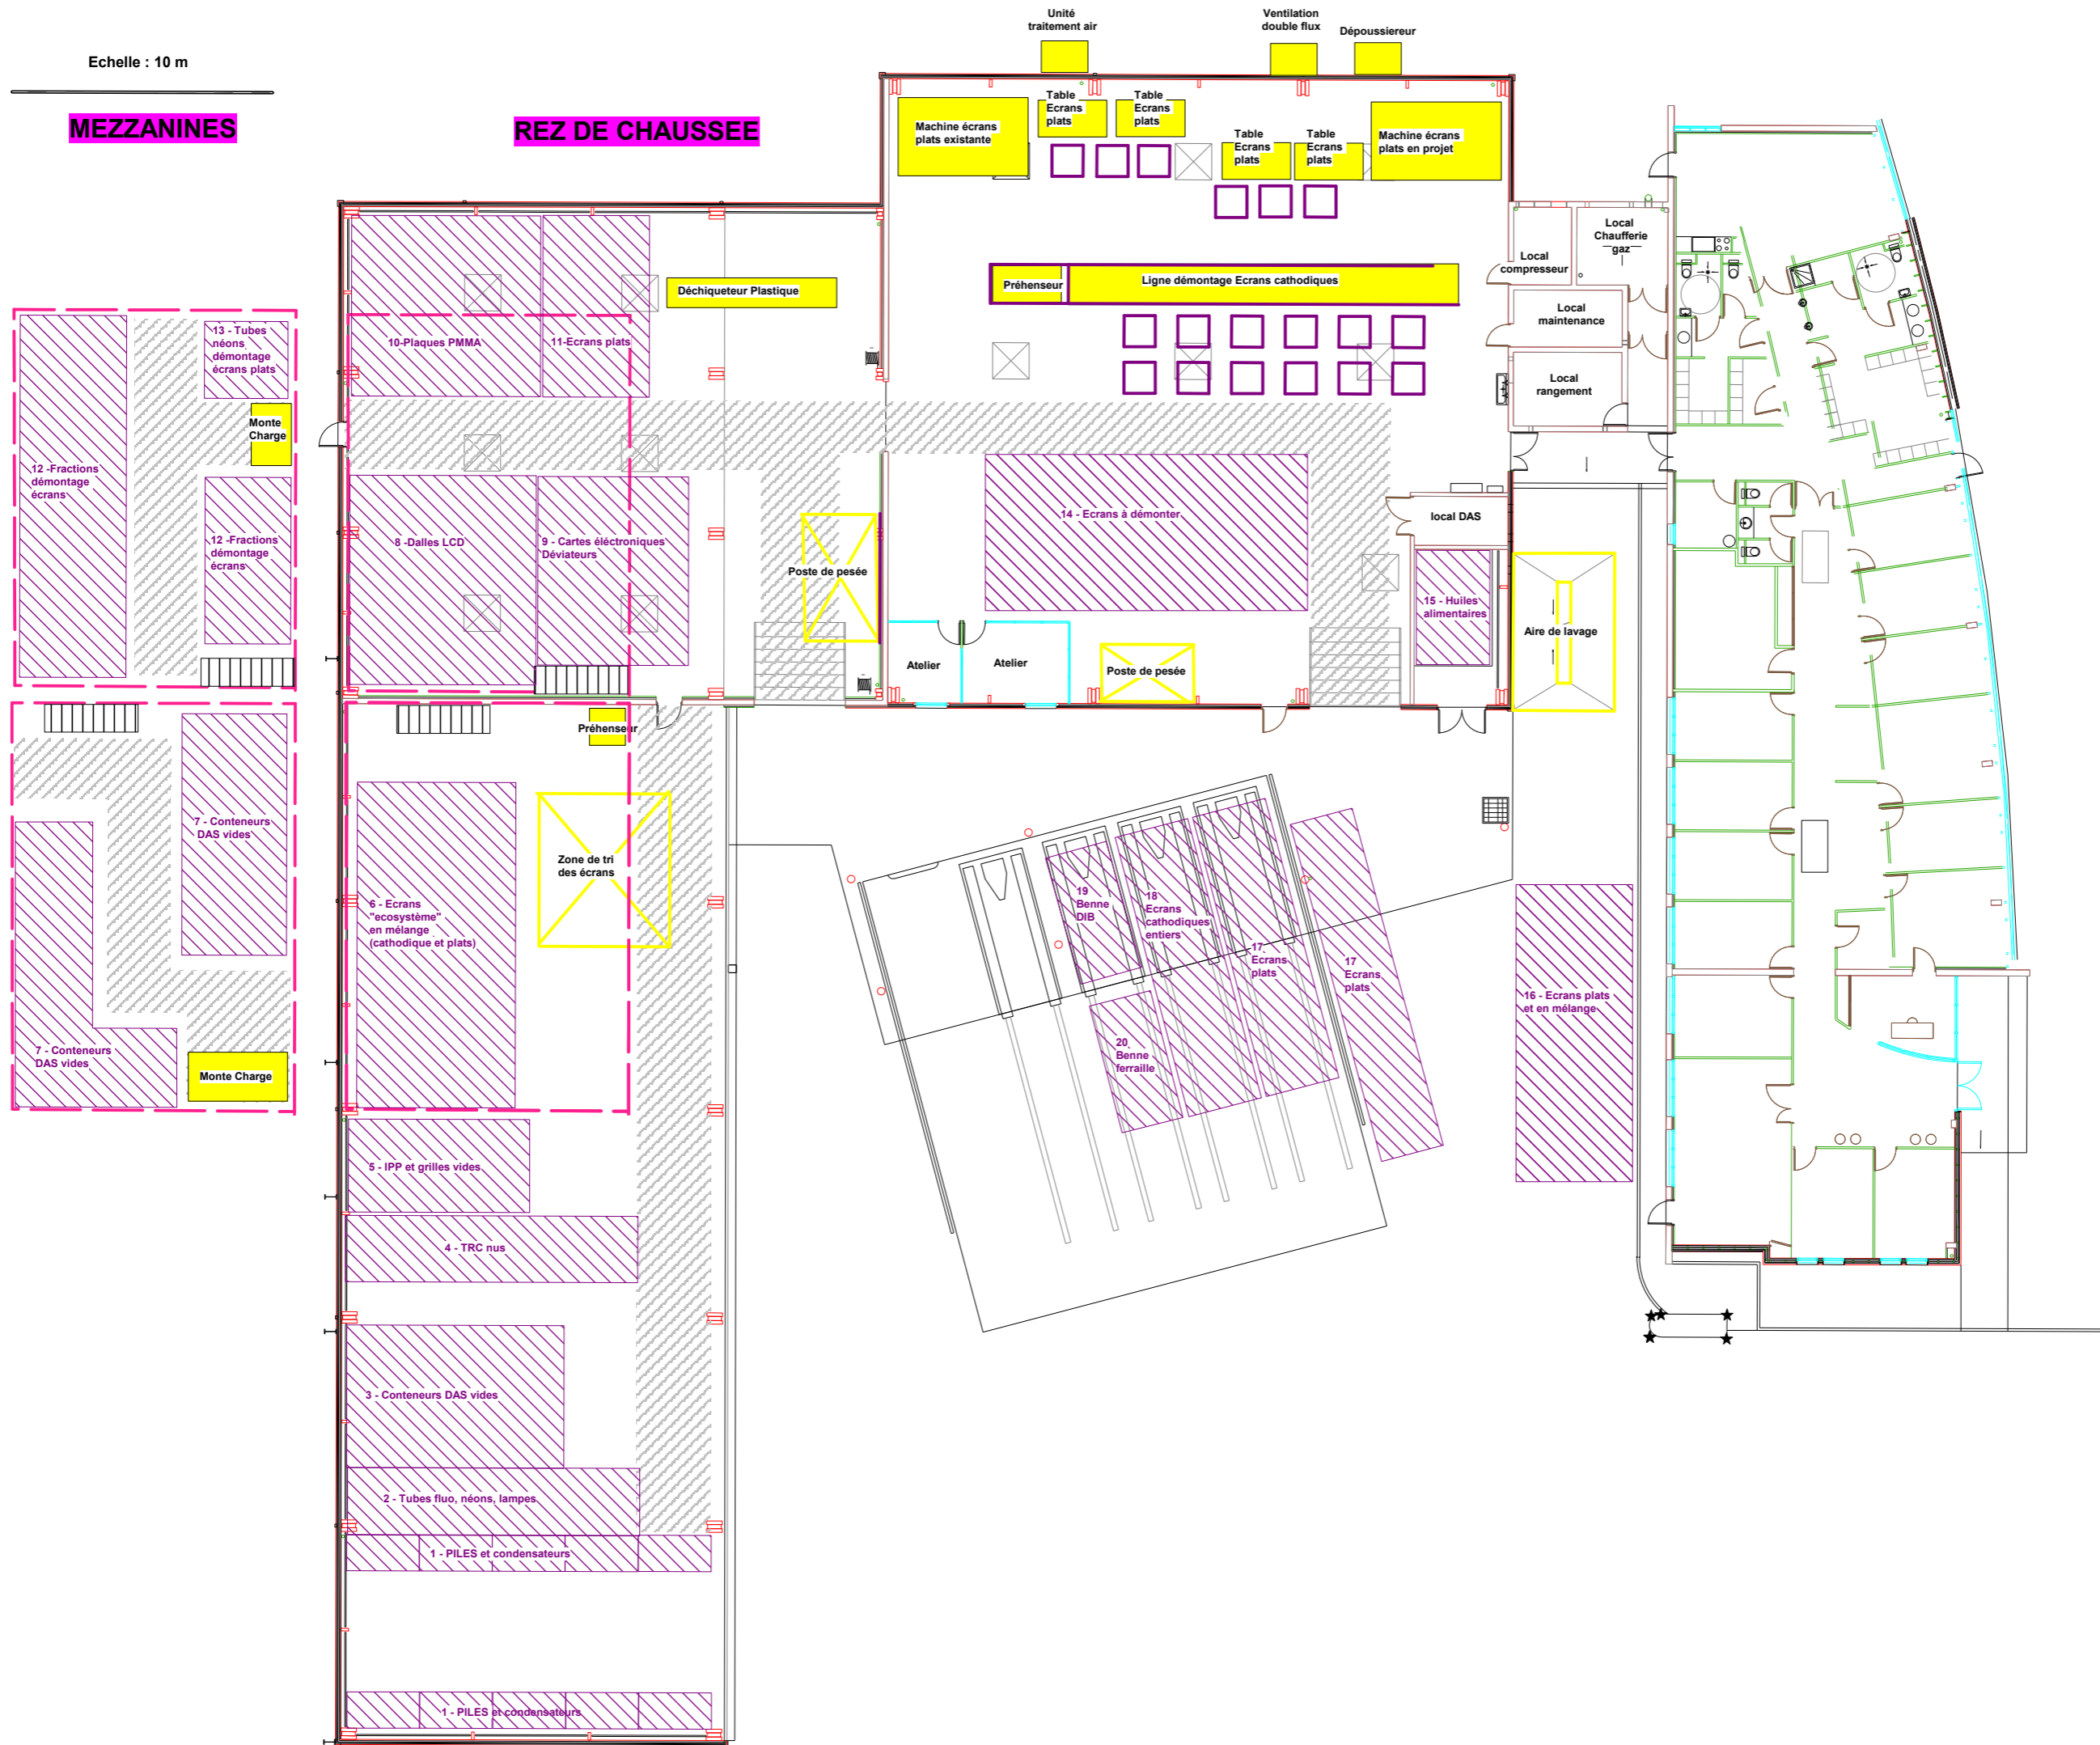 Echelle : 10 m
MEZZANINES
REZ DE CHAUSSEE
Unité
traitement air
Ventilation
double flux
Dépoussiereur
Machine écrans
plats existante
Table
Ecrans
plats
Table
Ecrans
plats
Table
Ecrans
plats
Table
Ecrans
plats
Machine écrans
plats en projet
Local
compresseur
Local
Chaufferie
gaz
Local
maintenance
Local
rangement
Préhenseur
Ligne démontage Ecrans cathodiques
Déchiqueteur Plastique
10-Plaques PMMA
11-Ecrans plats
13 - Tubes
néons
démontage
écrans plats
Monte
Charge
12 -Fractions
démontage
écrans
12 -Fractions
démontage
écrans
8 -Dalles LCD
9 - Cartes éléctroniques
Déviateurs
Poste de pesée
14 - Ecrans à démonter
local DAS
15 - Huiles
alimentaires
Aire de lavage
Atelier
Atelier
Poste de pesée
Préhenseur
7 - Conteneurs
DAS vides
Zone de tri
des écrans
6 - Ecrans
"ecosystème"
en mélange
(cathodique et plats)
19
Benne
DIB
18
Ecrans
cathodiques
entiers
17
Ecrans
plats
17
Ecrans
plats
16 - Ecrans plats
et en mélange
20
Benne
ferraille
7 - Conteneurs
DAS vides
Monte Charge
5 - IPP et grilles vides
4 - TRC nus
3 - Conteneurs DAS vides
2 - Tubes fluo, néons, lampes
1 - PILES et condensateurs
1 - PILES et condensateurs